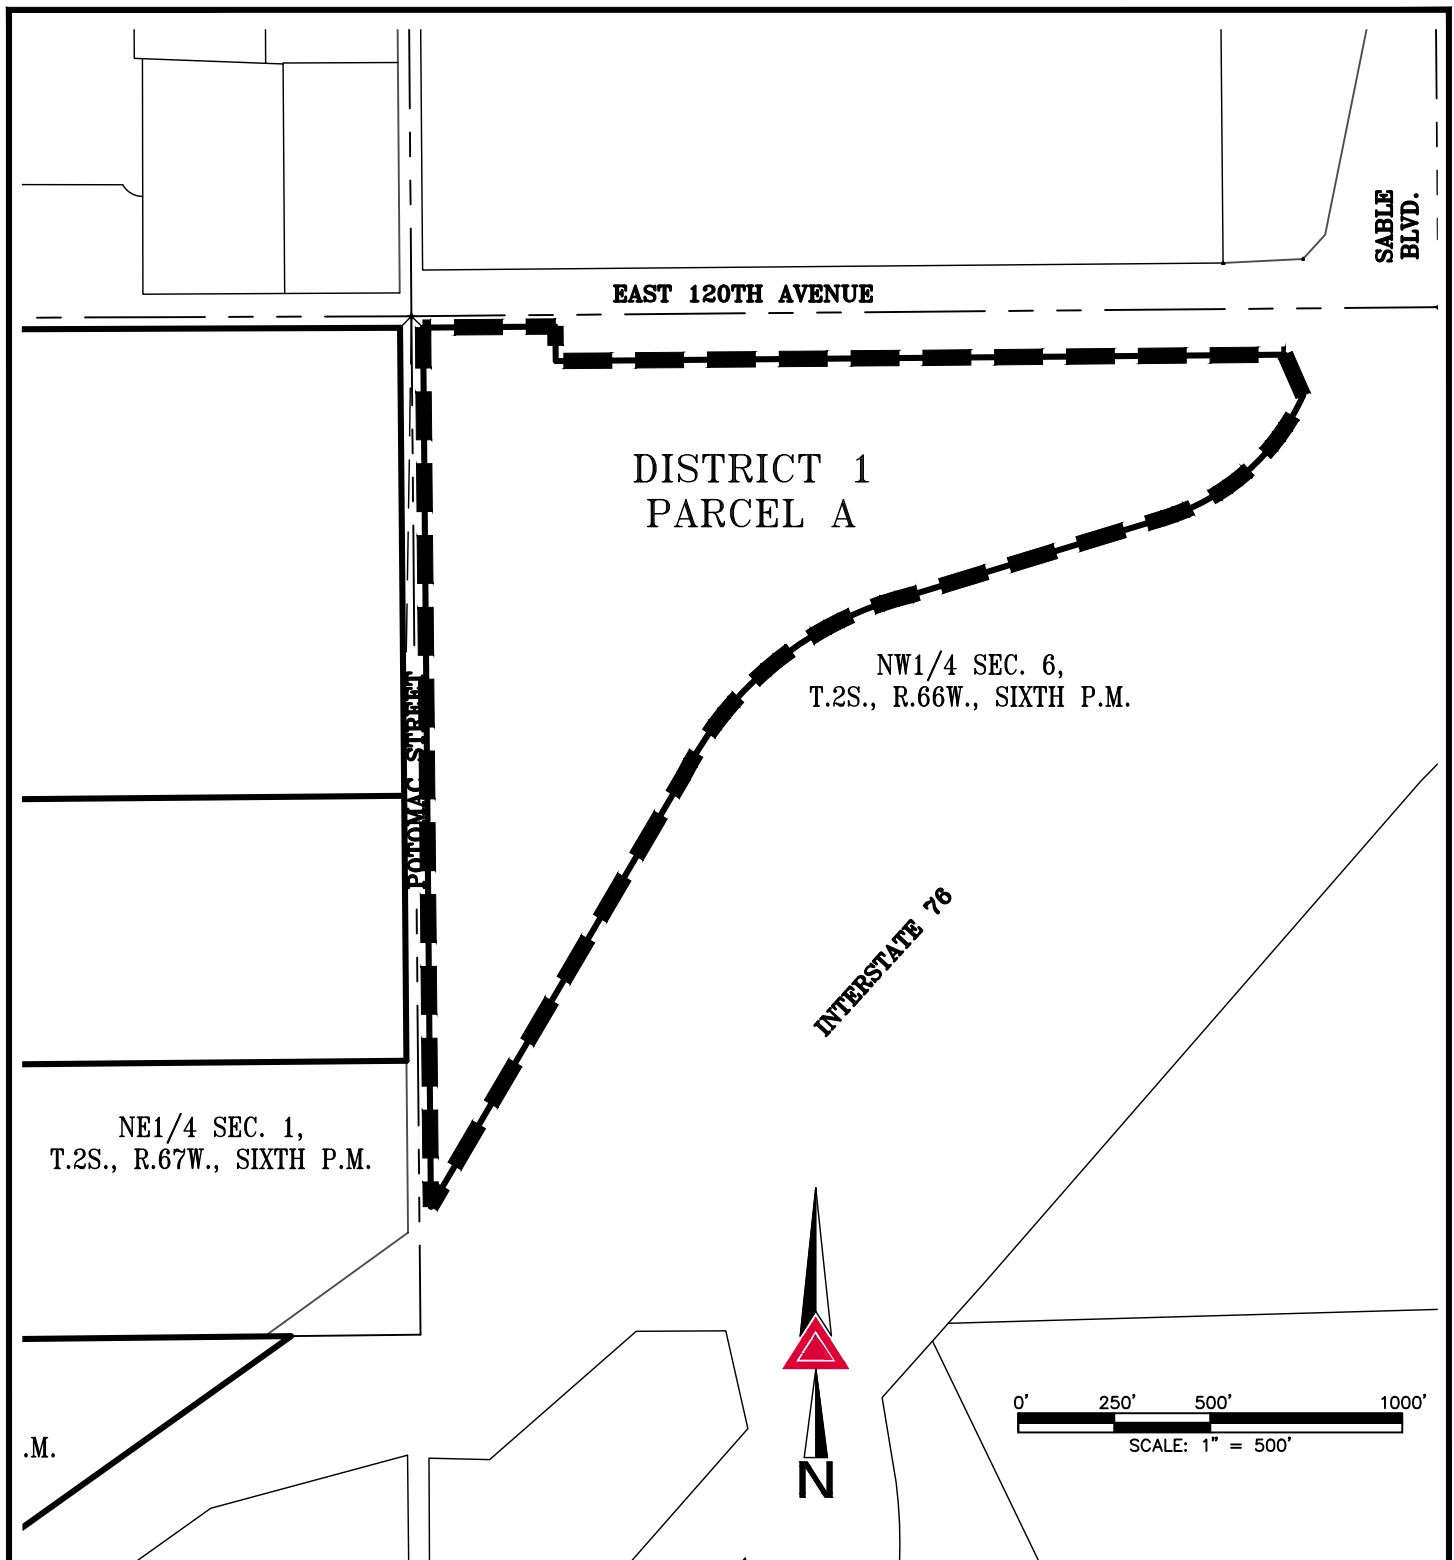 SABLE
BLVD.
EAST 120TH AVENUE
DISTRICT 1
PARCEL A
NW1/4 SEC. 6,
T.2S., R.66W., SIXTH P.M.
POTOMAC STREET
INTERSTATE 76
NE1/4 SEC. 1,
T.2S., R.67W., SIXTH P.M.
0' 250' 500' 1000'
SCALE: 1" = 500'
.M.
N